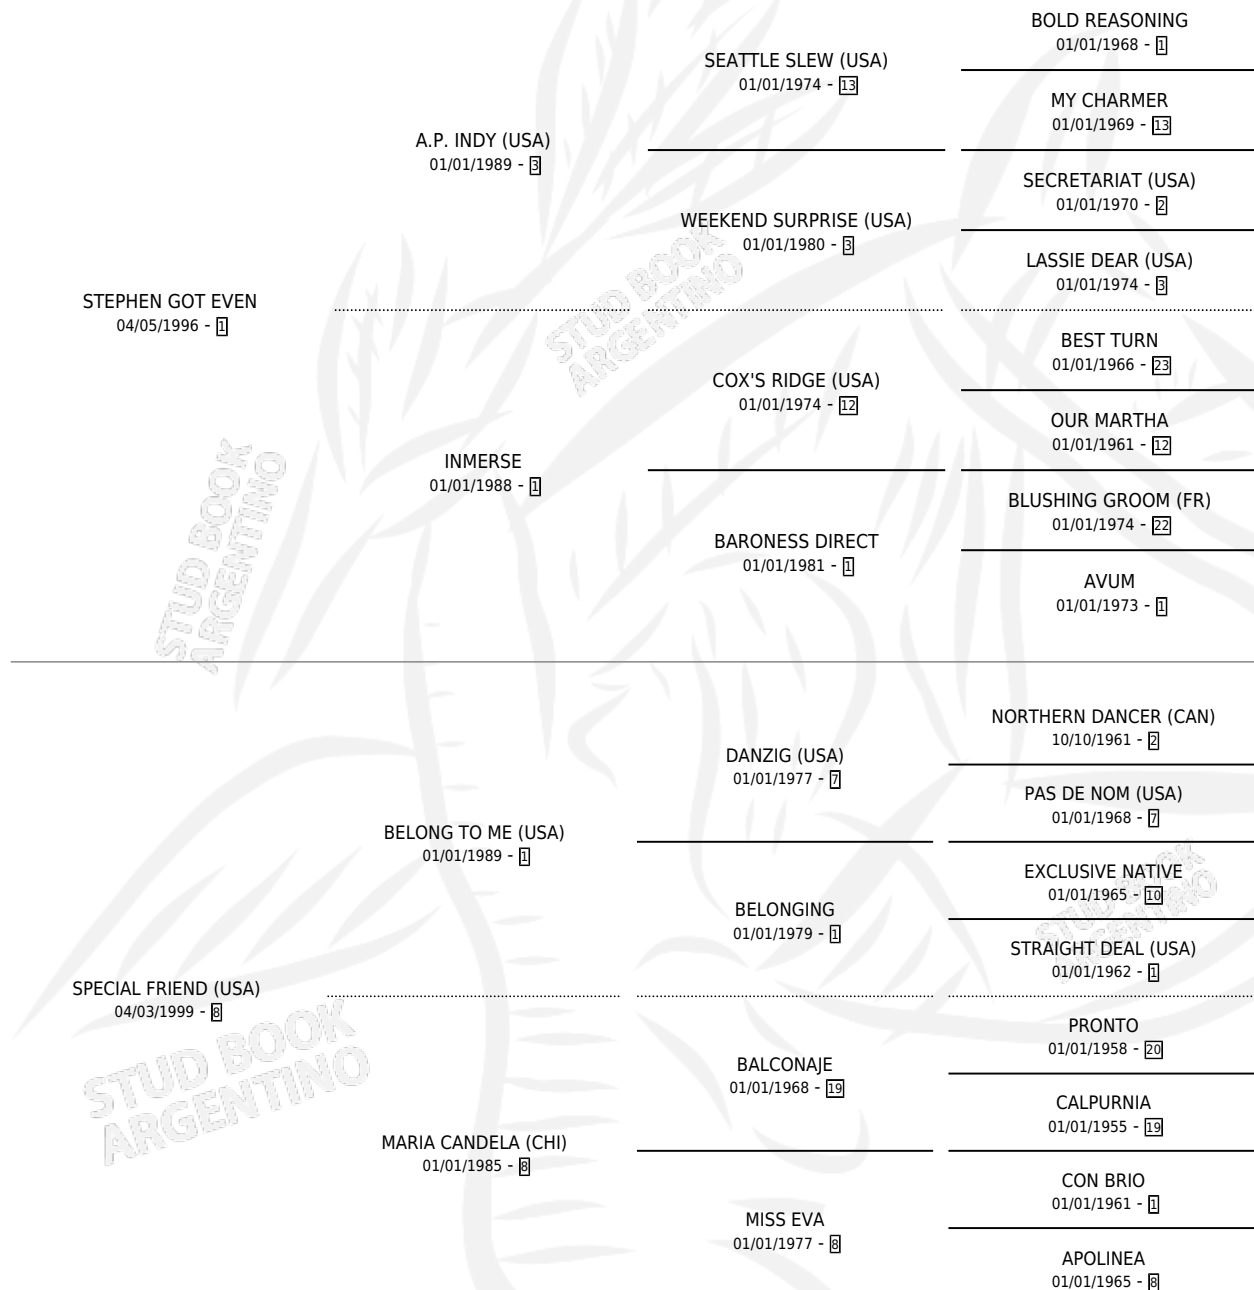 BOLD REASONING
01/01/1968 - 1
SEATTLE SLEW (USA)
01/01/1974 - 13
MY CHARMER
01/01/1969 - 13
A.P. INDY (USA)
01/01/1989 - 3
SECRETARIAT (USA)
01/01/1970 - 2
WEEKEND SURPRISE (USA)
01/01/1980 - 3
LASSIE DEAR (USA)
01/01/1974 - 3
STEPHEN GOT EVEN
04/05/1996 - 1
BEST TURN
01/01/1966 - 23
COX'S RIDGE (USA)
01/01/1974 - 12
OUR MARTHA
01/01/1961 - 12
INMERSE
01/01/1988 - 1
BLUSHING GROOM (FR)
01/01/1974 - 22
BARONESS DIRECT
01/01/1981 - 1
AVUM
01/01/1973 - 1
STUD BOOK
ARGENTINO
STUD BOOK
ARGENTINO
NORTHERN DANCER (CAN)
10/10/1961 - 2
DANZIG (USA)
01/01/1977 - 7
PAS DE NOM (USA)
01/01/1968 - 7
BELONG TO ME (USA)
01/01/1989 - 1
EXCLUSIVE NATIVE
01/01/1965 - 10
BELONGING
01/01/1979 - 1
STRAIGHT DEAL (USA)
01/01/1962 - 1
SPECIAL FRIEND (USA)
04/03/1999 - 8
PRONTO
01/01/1958 - 20
BALCONAJE
01/01/1968 - 19
CALPURNIA
01/01/1955 - 19
MARIA CANDELA (CHI)
01/01/1985 - 8
CON BRIO
01/01/1961 - 1
MISS EVA
01/01/1977 - 8
APOLINEA
01/01/1965 - 8
STUD BOOK
ARGENTINO
STUD BOOK
ARGENTINO